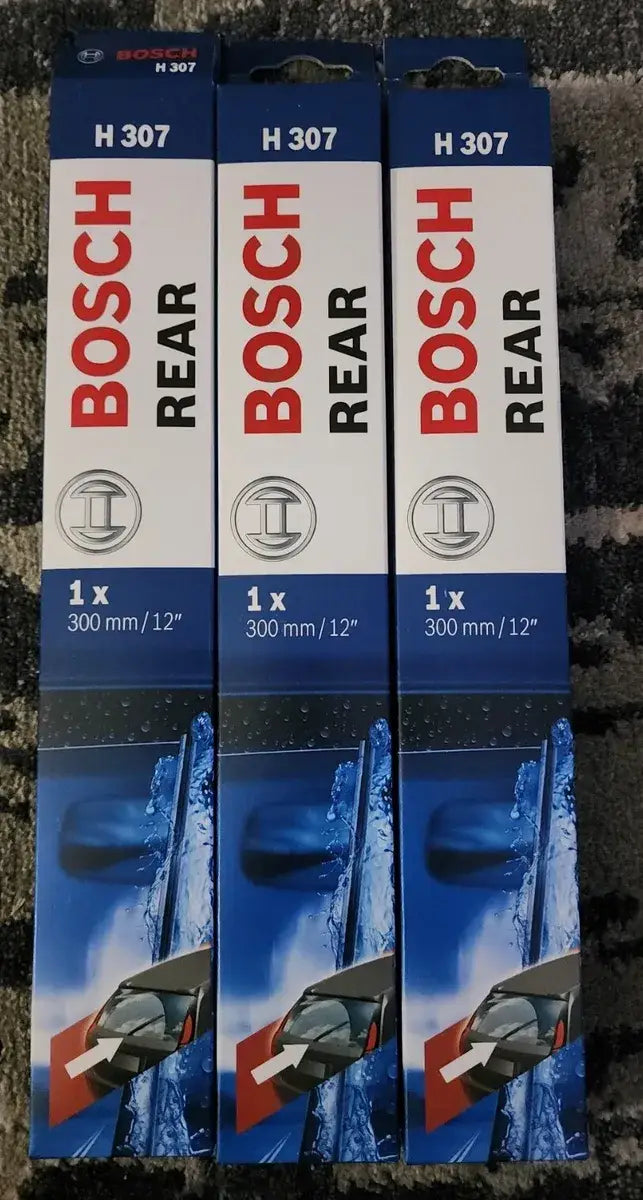 BOSCH
H 307
H 307
BOSCH
REAR
1 x
300 mm / 12"
H 307
BOSCH
REAR
1 x
300 mm / 12"
H 307
BOSCH
REAR
1 x
300 mm / 12"